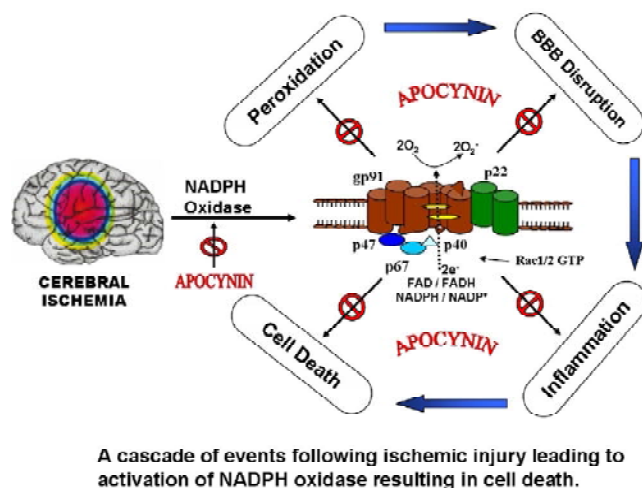 Peroxidation
BBB Disruption
APOCYNIN
2O₂ 2O₂⁻
gp91 p22
NADPH
Oxidase
p47 p40
p67
Rac1/2 GTP
2e⁻
FAD / FADH
NADPH / NADP⁺
CEREBRAL
ISCHEMIA
APOCYNIN
Cell Death
APOCYNIN
Inflammation
A cascade of events following ischemic injury leading to
activation of NADPH oxidase resulting in cell death.